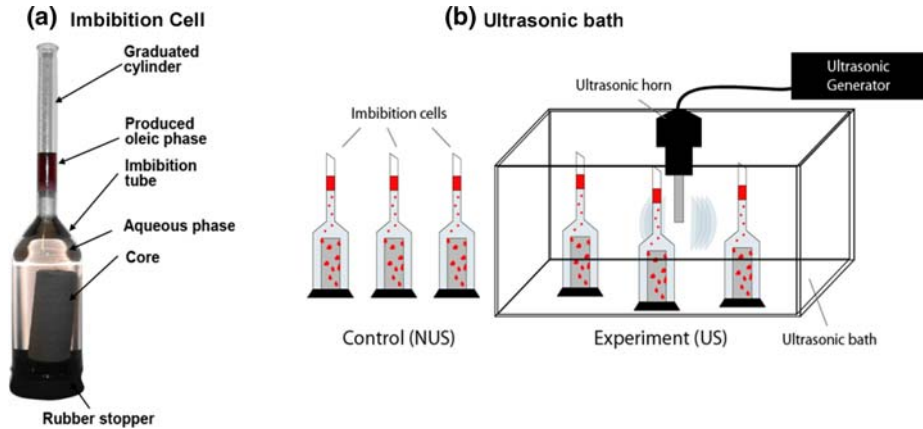 (a) Imbibition Cell
Graduated
cylinder
Produced
oleic phase
Imbibition
tube
Aqueous phase
Core
Rubber stopper
(b) Ultrasonic bath
Ultrasonic horn
Ultrasonic
Generator
Imbibition cells
Control (NUS)
Experiment (US)
Ultrasonic bath